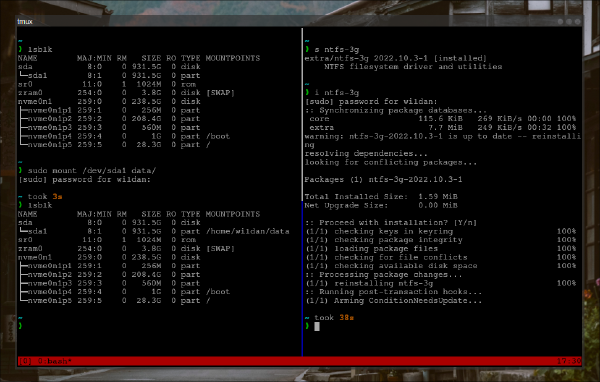 tmux
~
❯ lsblk
NAME        MAJ:MIN RM   SIZE RO TYPE MOUNTPOINTS
sda           8:0    0 931.5G  0 disk
└─sda1        8:1    0 931.5G  0 part
sr0          11:0    1  1024M  0 rom
zram0       254:0    0   3.8G  0 disk [SWAP]
nvme0n1     259:0    0 238.5G  0 disk
├─nvme0n1p1 259:1    0   256M  0 part
├─nvme0n1p2 259:2    0 208.4G  0 part
├─nvme0n1p3 259:3    0   560M  0 part
├─nvme0n1p4 259:4    0     1G  0 part /boot
└─nvme0n1p5 259:5    0  28.3G  0 part /
~
❯ sudo mount /dev/sda1 data/
[sudo] password for wildan:
~ took 3s
❯ lsblk
NAME        MAJ:MIN RM   SIZE RO TYPE MOUNTPOINTS
sda           8:0    0 931.5G  0 disk
└─sda1        8:1    0 931.5G  0 part /home/wildan/data
sr0          11:0    1  1024M  0 rom
zram0       254:0    0   3.8G  0 disk [SWAP]
nvme0n1     259:0    0 238.5G  0 disk
├─nvme0n1p1 259:1    0   256M  0 part
├─nvme0n1p2 259:2    0 208.4G  0 part
├─nvme0n1p3 259:3    0   560M  0 part
├─nvme0n1p4 259:4    0     1G  0 part /boot
└─nvme0n1p5 259:5    0  28.3G  0 part /
~
❯
~
❯ s ntfs-3g
extra/ntfs-3g 2022.10.3-1 [installed]
    NTFS filesystem driver and utilities
~
❯ i ntfs-3g
[sudo] password for wildan:
:: Synchronizing package databases...
 core 115.6 KiB 269 KiB/s 00:00 100%
 extra 7.7 MiB 249 KiB/s 00:32 100%
warning: ntfs-3g-2022.10.3-1 is up to date -- reinstalli
ng
resolving dependencies...
looking for conflicting packages...
Packages (1) ntfs-3g-2022.10.3-1
Total Installed Size:  1.59 MiB
Net Upgrade Size:      0.00 MiB
:: Proceed with installation? [Y/n]
(1/1) checking keys in keyring 100%
(1/1) checking package integrity 100%
(1/1) loading package files 100%
(1/1) checking for file conflicts 100%
(1/1) checking available disk space 100%
:: Processing package changes...
(1/1) reinstalling ntfs-3g 100%
:: Running post-transaction hooks...
(1/1) Arming ConditionNeedsUpdate...
~ took 38s
❯
0:bash*